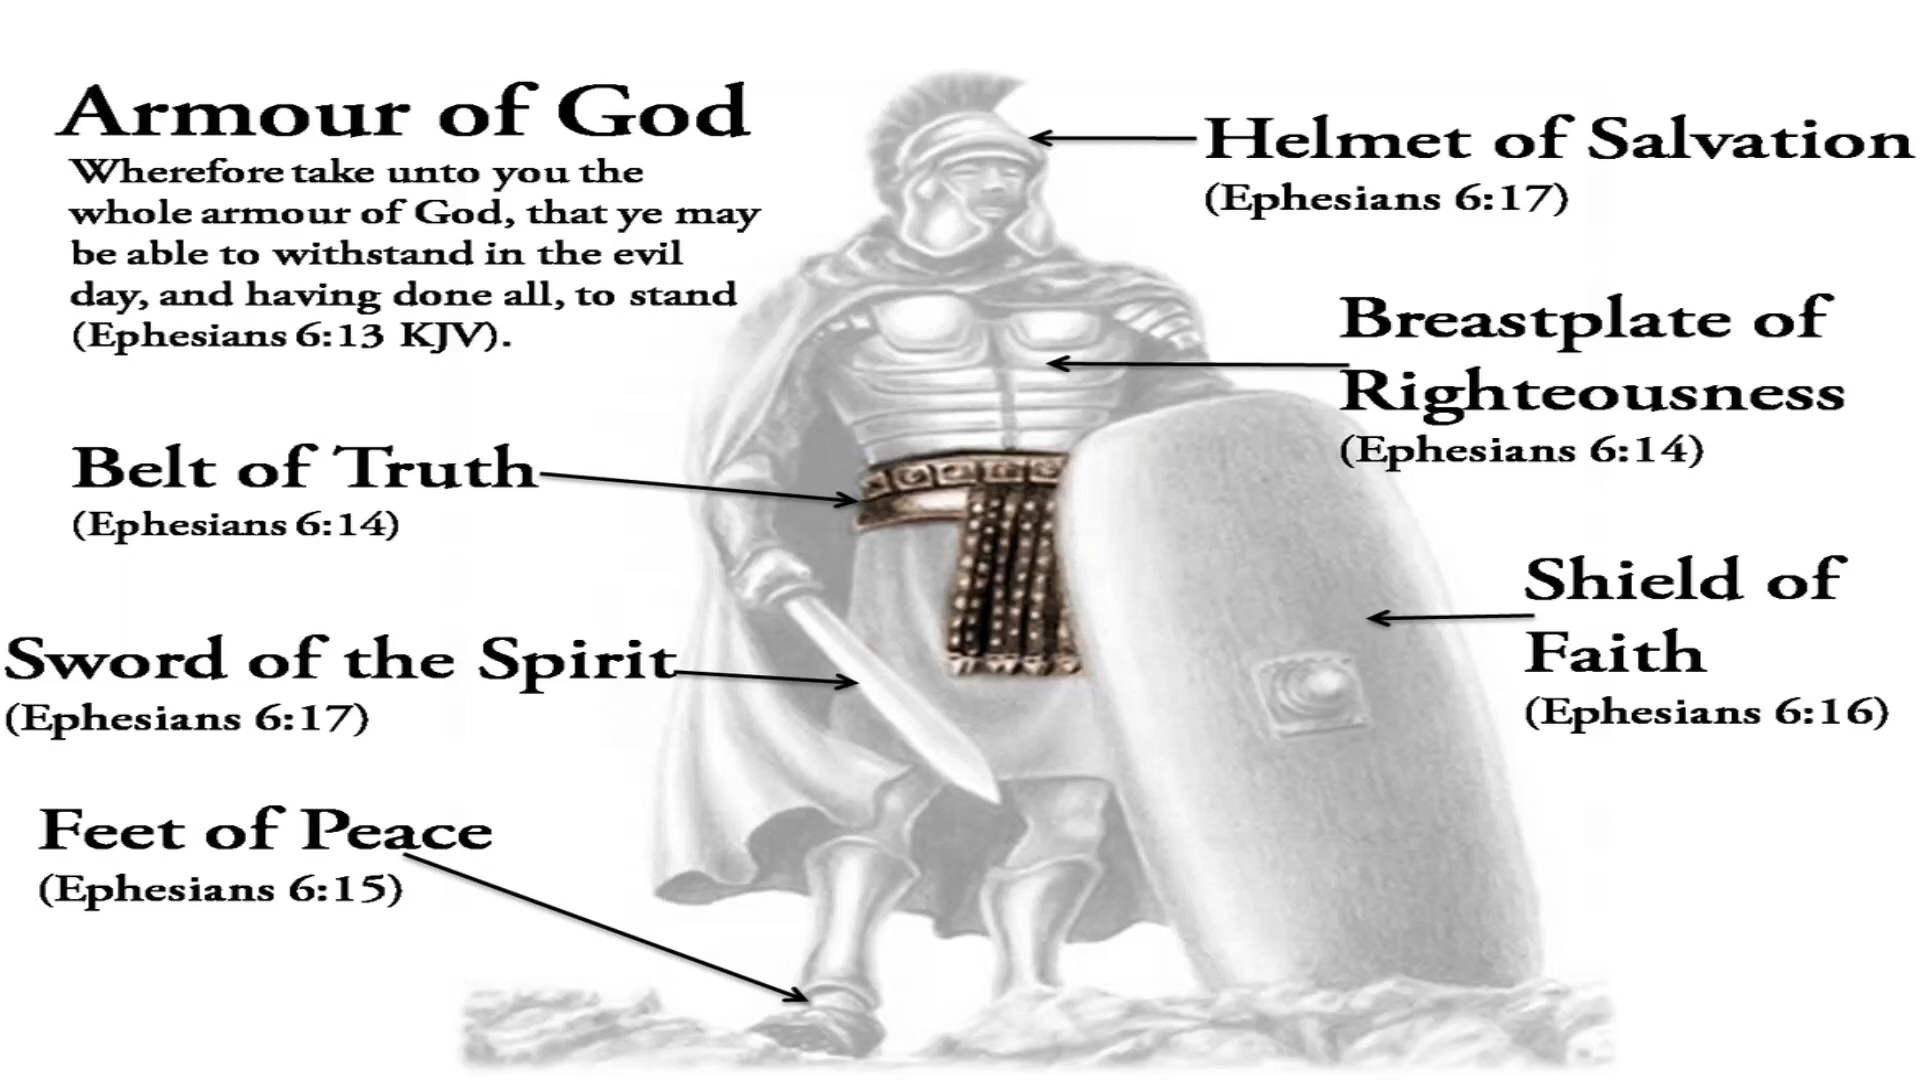 Armour of God
Wherefore take unto you the
whole armour of God, that ye may
be able to withstand in the evil
day, and having done all, to stand
(Ephesians 6:13 KJV).
Helmet of Salvation
(Ephesians 6:17)
Breastplate of
Righteousness
(Ephesians 6:14)
Belt of Truth
(Ephesians 6:14)
Shield of
Faith
(Ephesians 6:16)
Sword of the Spirit
(Ephesians 6:17)
Feet of Peace
(Ephesians 6:15)